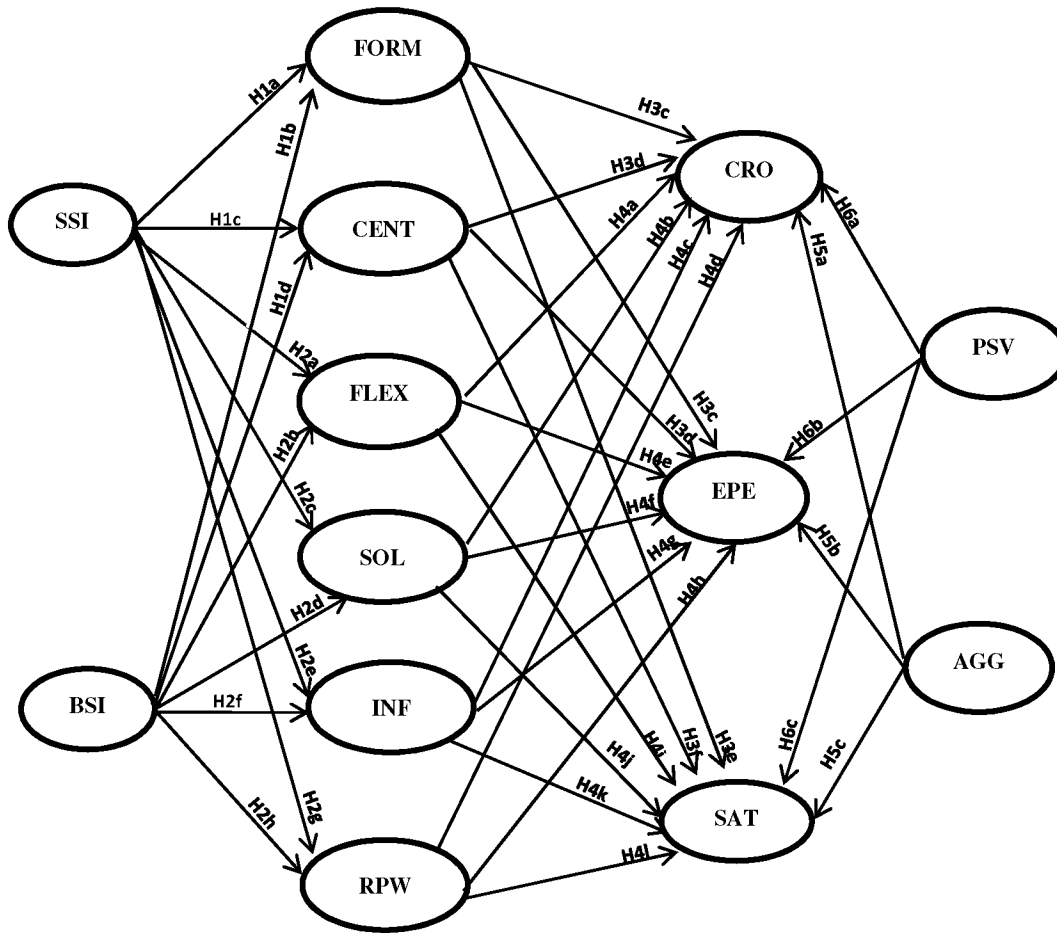 FORM
H1a
H3c
H1b
H3d
CRO
H4a
H6a
SSI
H1c
CENT
H4b
H4c
H4d
H5a
H1d
H2a
PSV
FLEX
H3c
H2b
H3d
H6b
H4e
EPE
H2c
H4f
SOL
H4g
H5b
H4h
H2d
H2e
AGG
BSI
H2f
INF
H4j
H4i
H3f
H3e
H6c
H5c
H4k
SAT
H2g
H2h
H4l
RPW